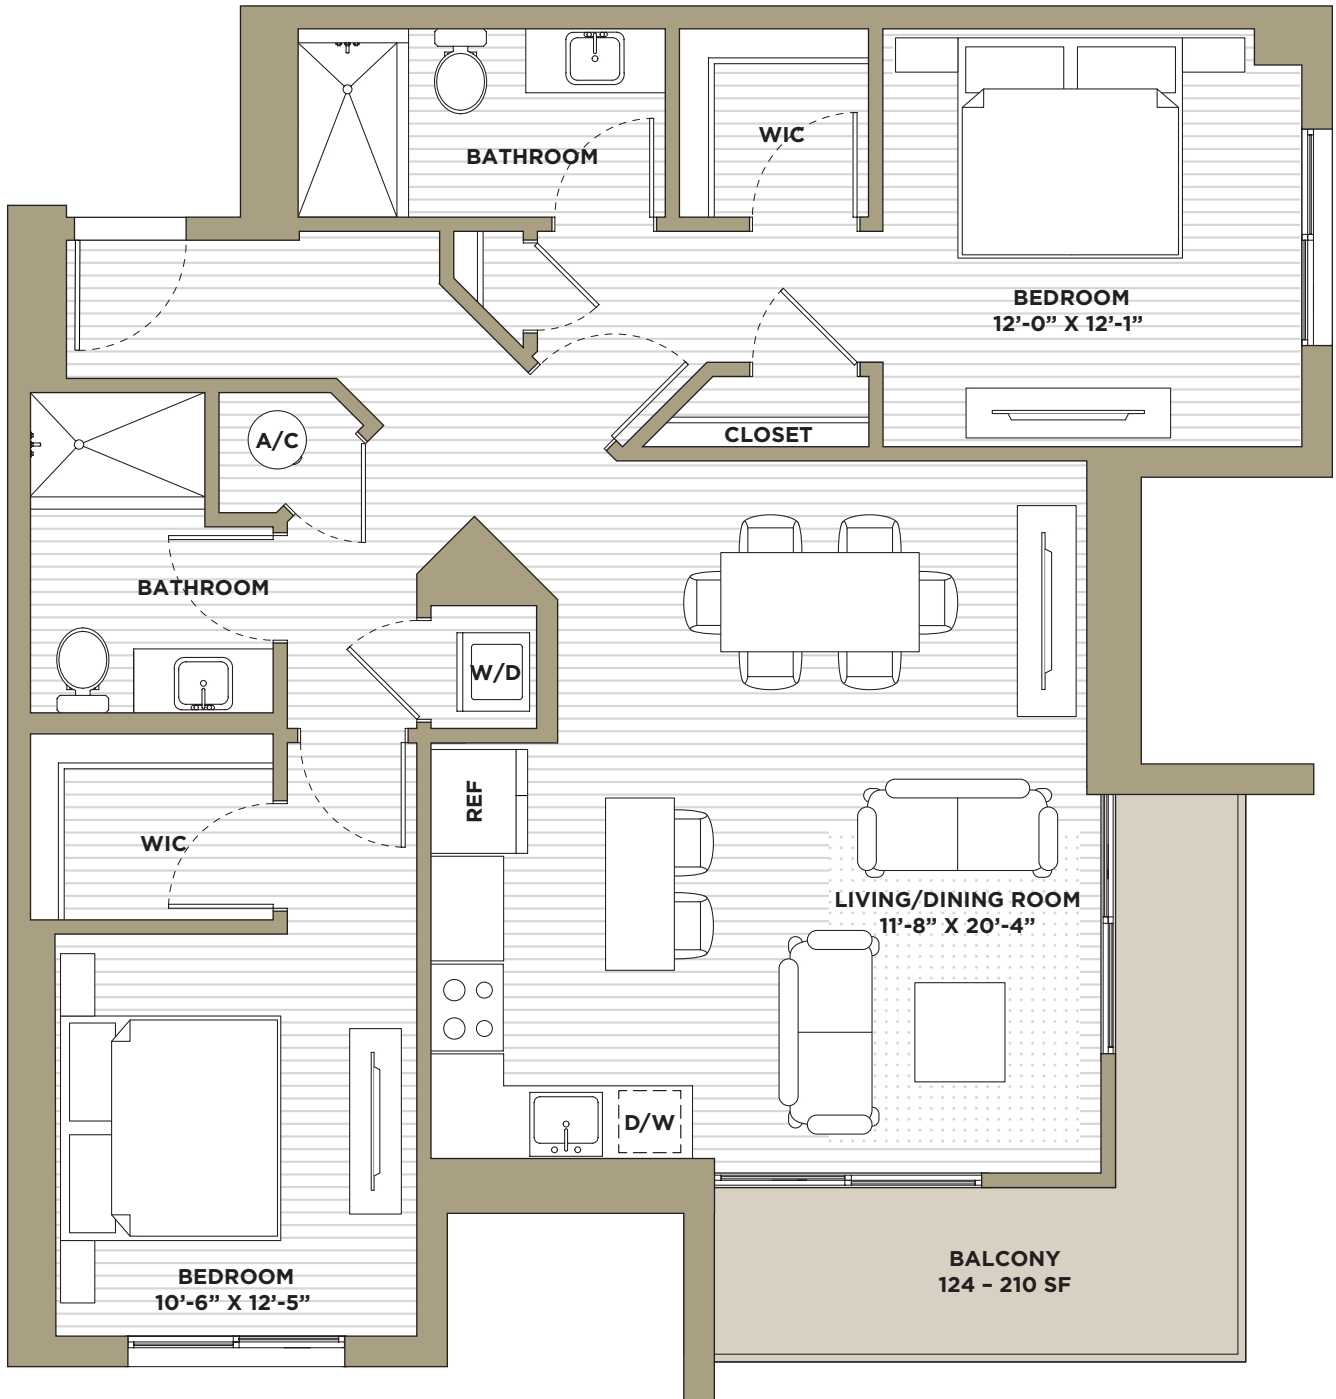 BATHROOM
WIC
BEDROOM
12’-0” X 12’-1”
A/C
CLOSET
BATHROOM
W/D
REF
WIC
LIVING/DINING ROOM
11’-8” X 20’-4”
D/W
BEDROOM
10’-6” X 12’-5”
BALCONY
124 – 210 SF